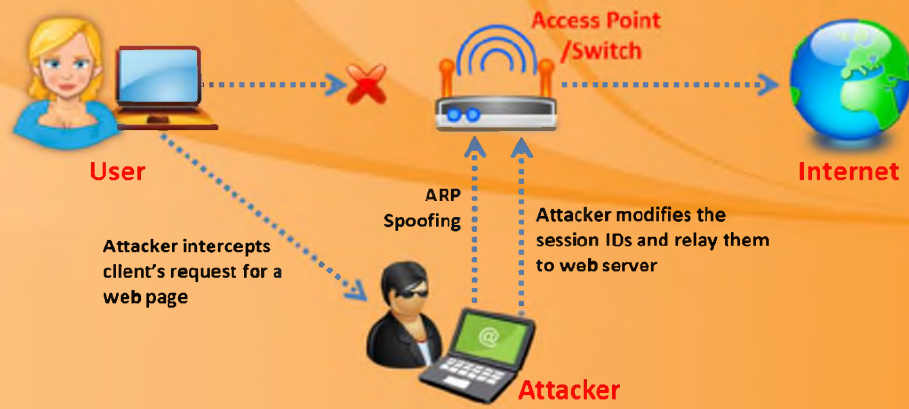 Access Point
/Switch
User
Internet
ARP
Spoofing
Attacker modifies the
session IDs and relay them
to web server
Attacker intercepts
client's request for a
web page
@
Attacker